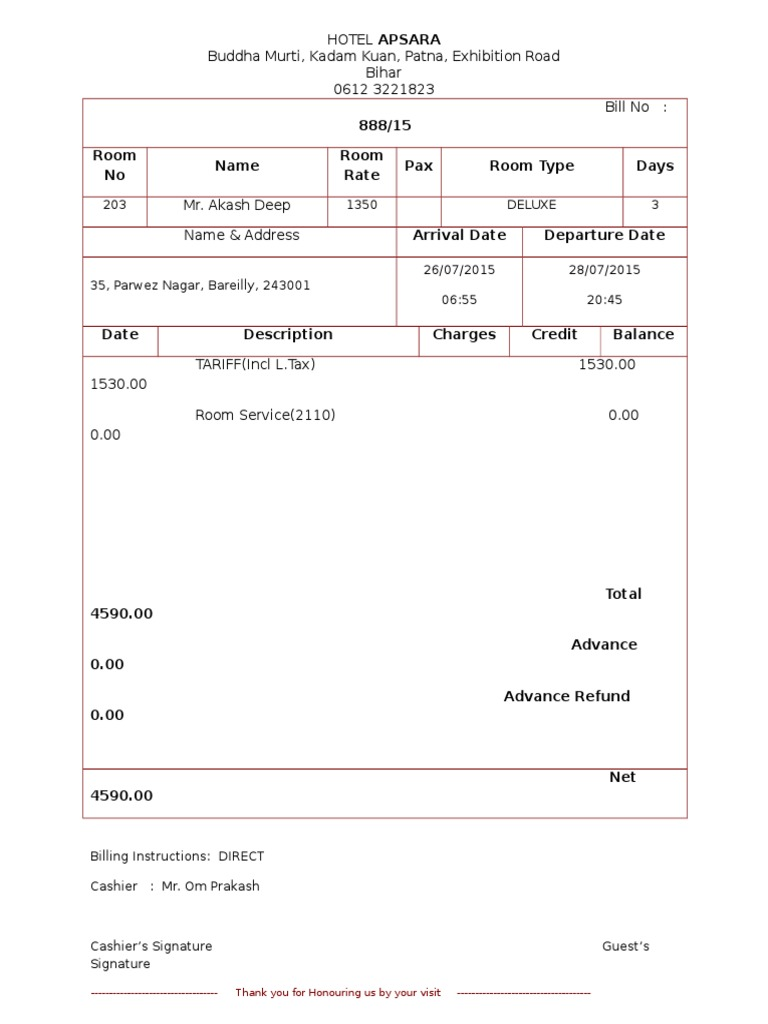 HOTEL APSARA
Buddha Murti, Kadam Kuan, Patna, Exhibition Road
Bihar
0612 3221823
Bill No :
888/15
Room No Name Room Rate Pax Room Type Days
203 Mr. Akash Deep 1350 DELUXE 3
Name & Address Arrival Date Departure Date
35, Parwez Nagar, Bareilly, 243001 26/07/2015 06:55 28/07/2015 20:45
Date Description Charges Credit Balance
TARIFF(Incl L.Tax) 1530.00
1530.00
Room Service(2110) 0.00
0.00
Total
4590.00
Advance
0.00
Advance Refund
0.00
Net
4590.00
Billing Instructions: DIRECT
Cashier : Mr. Om Prakash
Cashier’s Signature Guest’s
Signature
----------------------------------- Thank you for Honouring us by your visit -------------------------------------